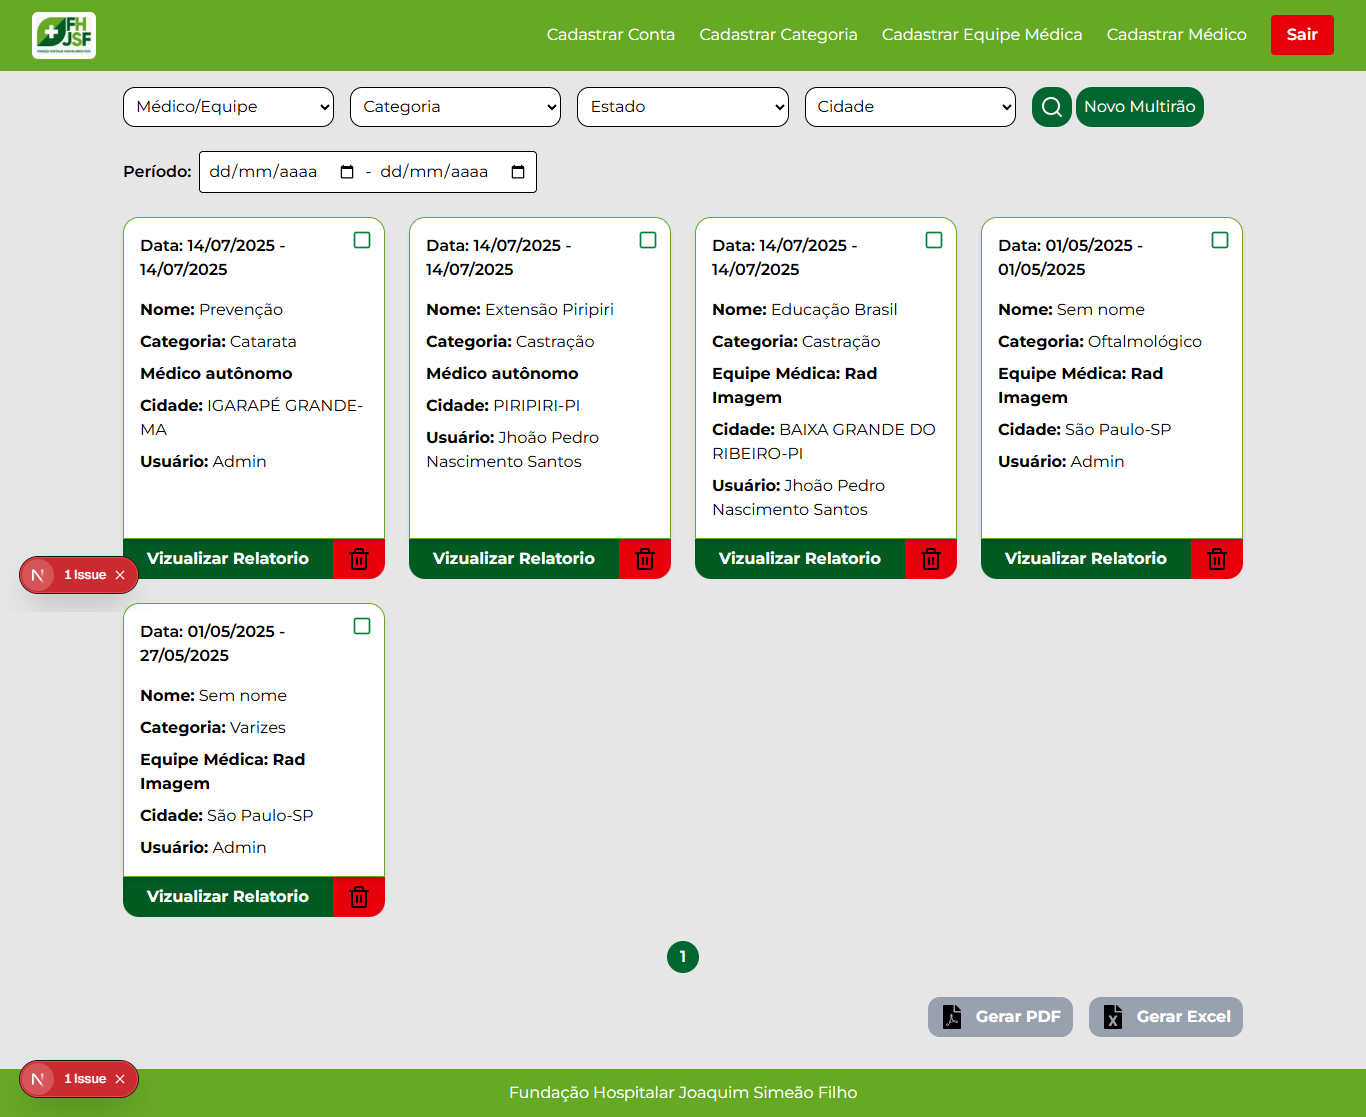 FH
JSF
Cadastrar Conta
Cadastrar Categoria
Cadastrar Equipe Médica
Cadastrar Médico
Sair
Médico/Equipe
Categoria
Estado
Cidade
Novo Multirão
Período:
dd/mm/aaaa
-
dd/mm/aaaa
Data: 14/07/2025 -
14/07/2025
Nome: Prevenção
Categoria: Catarata
Médico autônomo
Cidade: IGARAPÉ GRANDE-
MA
Usuário: Admin
Vizualizar Relatorio
Data: 14/07/2025 -
14/07/2025
Nome: Extensão Piripiri
Categoria: Castração
Médico autônomo
Cidade: PIRIPIRI-PI
Usuário: Jhoão Pedro
Nascimento Santos
Vizualizar Relatorio
Data: 14/07/2025 -
14/07/2025
Nome: Educação Brasil
Categoria: Castração
Equipe Médica: Rad
Imagem
Cidade: BAIXA GRANDE DO
RIBEIRO-PI
Usuário: Jhoão Pedro
Nascimento Santos
Vizualizar Relatorio
Data: 01/05/2025 -
01/05/2025
Nome: Sem nome
Categoria: Oftalmológico
Equipe Médica: Rad
Imagem
Cidade: São Paulo-SP
Usuário: Admin
Vizualizar Relatorio
N 1 Issue
Data: 01/05/2025 -
27/05/2025
Nome: Sem nome
Categoria: Varizes
Equipe Médica: Rad
Imagem
Cidade: São Paulo-SP
Usuário: Admin
Vizualizar Relatorio
1
Gerar PDF
X
Gerar Excel
N 1 Issue
Fundação Hospitalar Joaquim Simeão Filho